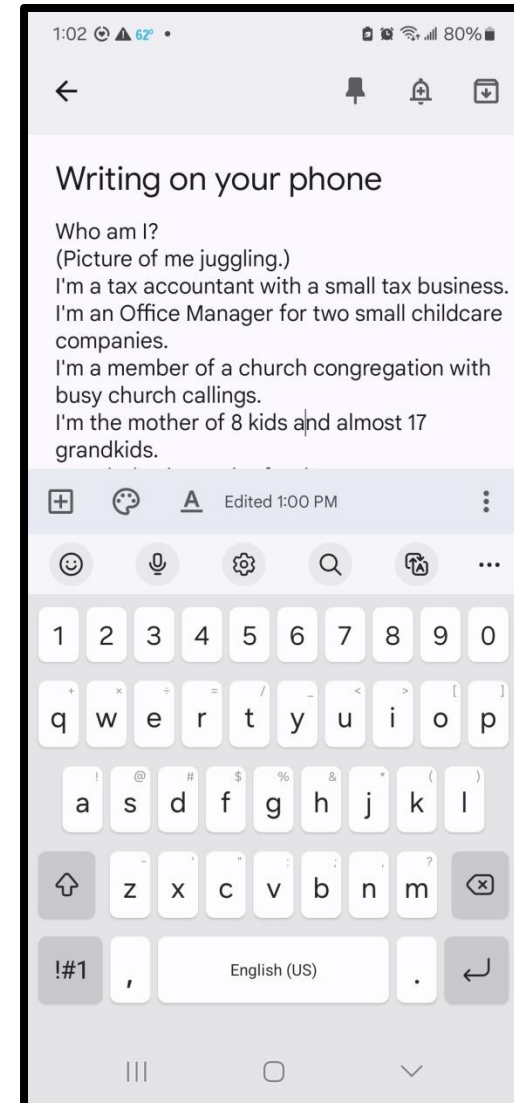 1:02 62° 80%
Writing on your phone
Who am I?
(Picture of me juggling.)
I'm a tax accountant with a small tax business.
I'm an Office Manager for two small childcare
companies.
I'm a member of a church congregation with
busy church callings.
I'm the mother of 8 kids and almost 17
grandkids.
A Edited 1:00 PM
1 2 3 4 5 6 7 8 9 0
+ × ÷ = / _ < > [ ]
q w e r t y u i o p
! @ # $ % & * ( )
a s d f g h j k l
- ' " : ; , ?
z x c v b n m
!#1 , English (US) .